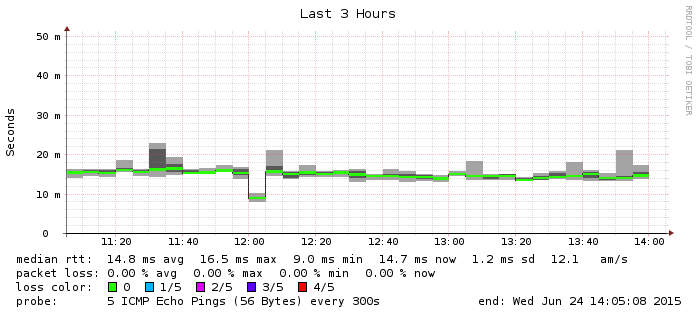 Last 3 Hours
RRDTOOL / TOBI OETIKER
Seconds
50 m
40 m
30 m
20 m
10 m
0
11:20 11:40 12:00 12:20 12:40 13:00 13:20 13:40 14:00
median rtt: 14.8 ms avg 16.5 ms max 9.0 ms min 14.7 ms now 1.2 ms sd 12.1 am/s
packet loss: 0.00 % avg 0.00 % max 0.00 % min 0.00 % now
loss color: 0 1/5 2/5 3/5 4/5
probe: 5 ICMP Echo Pings (56 Bytes) every 300s end: Wed Jun 24 14:05:08 2015